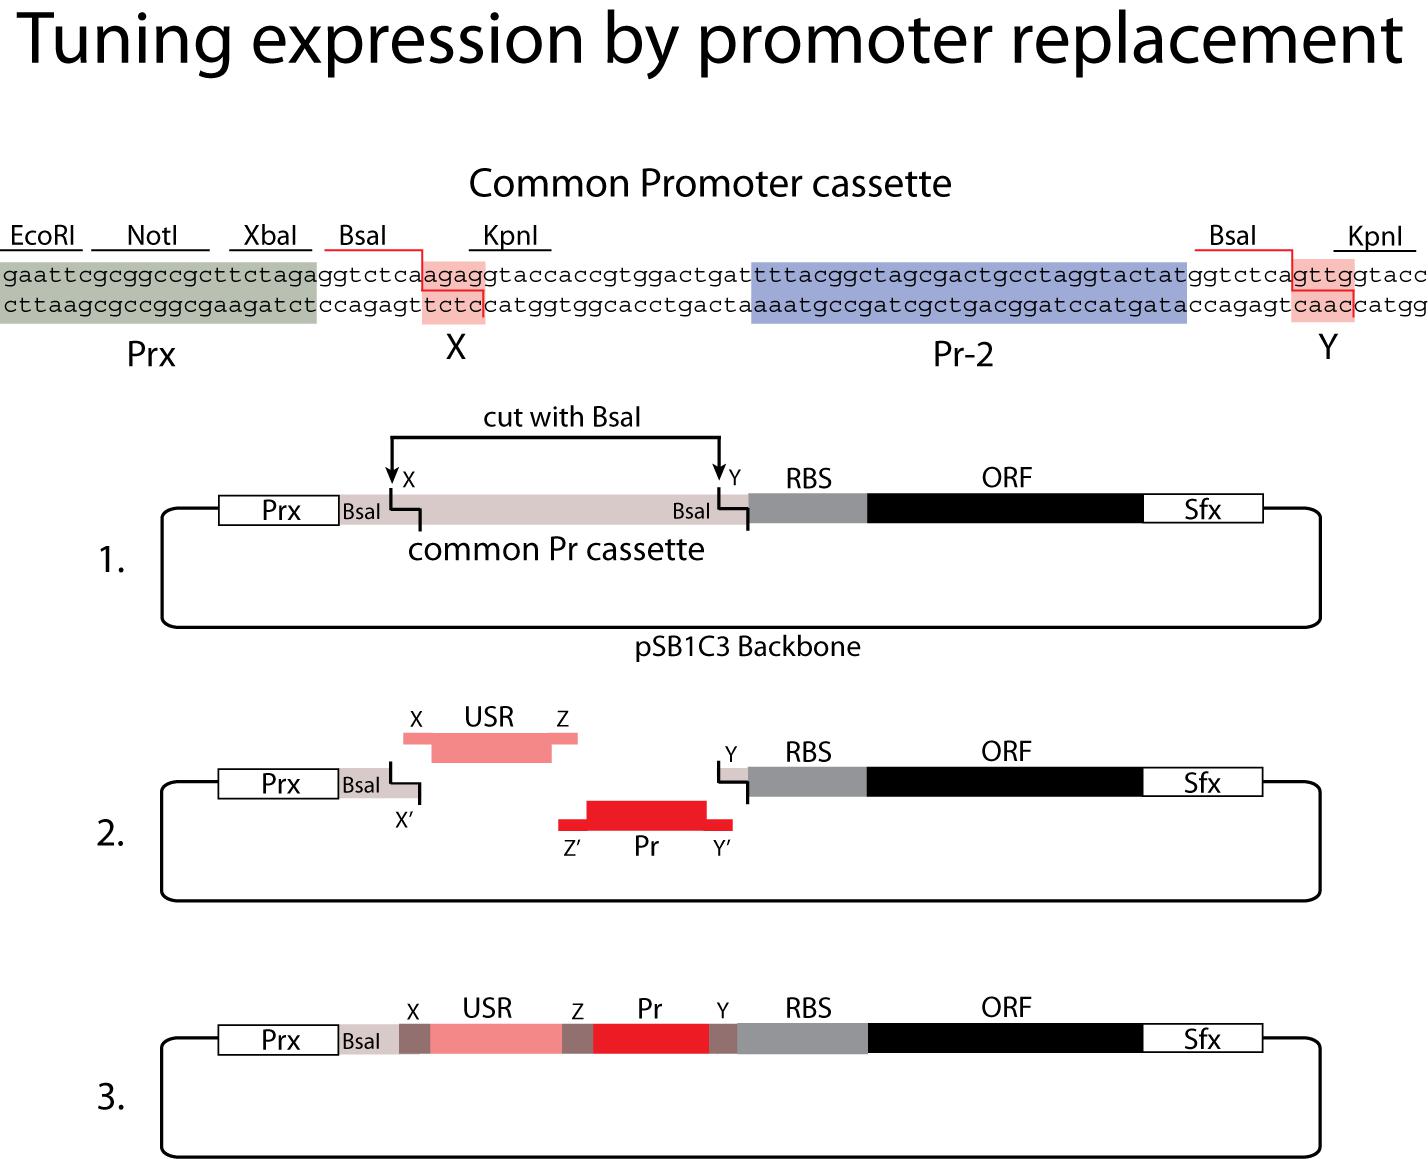 Tuning expression by promoter replacement
Common Promoter cassette
EcoRI NotI XbaI BsaI KpnI BsaI KpnI
gaattcgcggccgcttctagaggtctcaagaggtaccaccgtggactgattttacggctagcgactgcctaggtactatggtctcagttggtacc
cttaagcgccggcgaagatctccagagttctccatggtggcacctgactaaaatgccgatcgctgacggatccatgataccagagtcaaccatgg
Prx X Pr-2 Y
cut with BsaI
X Y RBS ORF
Prx BsaI BsaI Sfx
common Pr cassette
1.
pSB1C3 Backbone
X USR Z
Y RBS ORF
Prx BsaI Sfx
X′
2.
Z′ Pr Y′
X USR Z Pr Y RBS ORF
Prx BsaI Sfx
3.